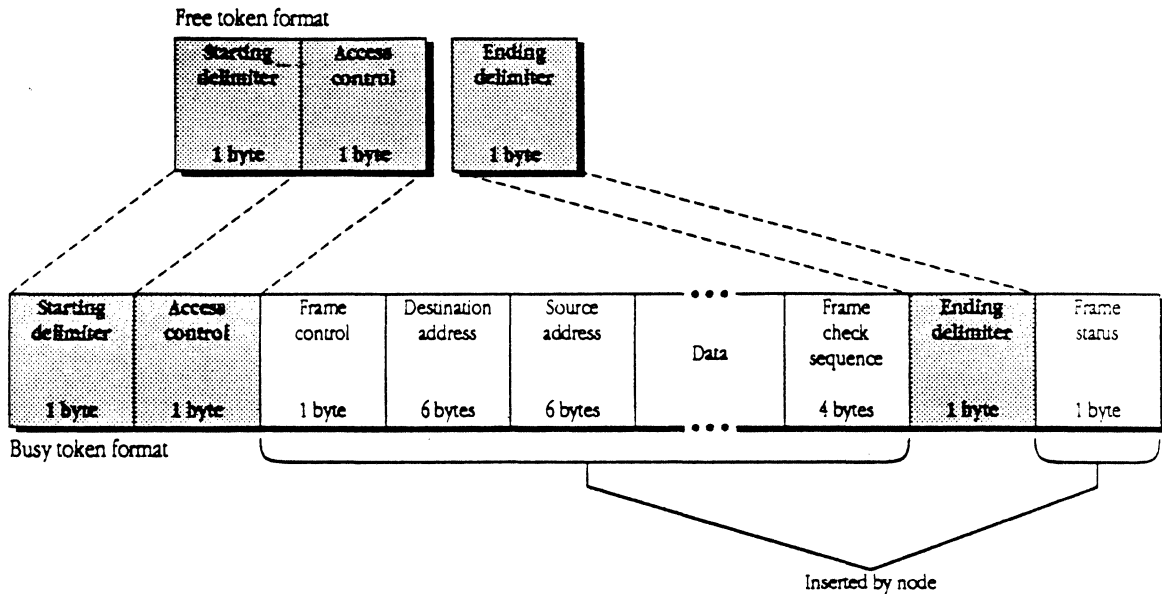 Free token format
Starting delimiter
1 byte
Access control
1 byte
Ending delimiter
1 byte
Starting delimiter
1 byte
Access control
1 byte
Frame control
1 byte
Destination address
6 bytes
Source address
6 bytes
Data
Frame check sequence
4 bytes
Ending delimiter
1 byte
Frame status
1 byte
Busy token format
Inserted by node